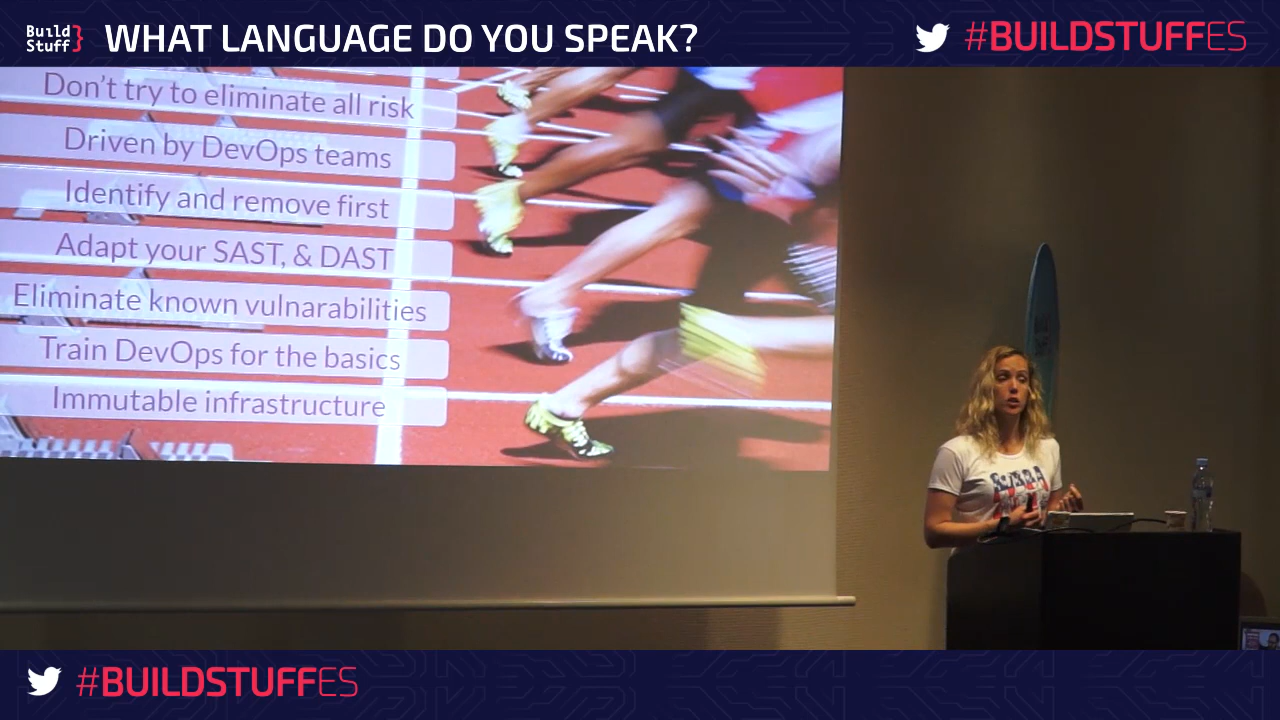 Build
Stuff}
WHAT LANGUAGE DO YOU SPEAK?
#BUILDSTUFFES
Don't try to eliminate all risk
Driven by DevOps teams
Identify and remove first
Adapt your SAST, & DAST
Eliminate known vulnarabilities
Train DevOps for the basics
Immutable infrastructure
#BUILDSTUFFES